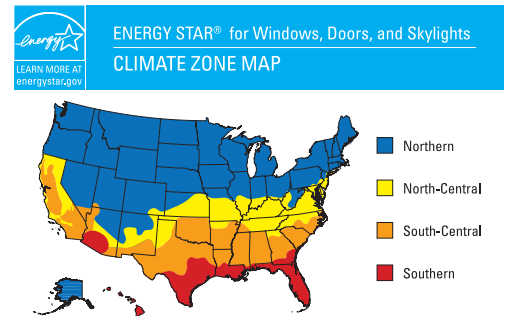 energy
LEARN MORE AT
energystar.gov
ENERGY STAR® for Windows, Doors, and Skylights
CLIMATE ZONE MAP
Northern
North-Central
South-Central
Southern